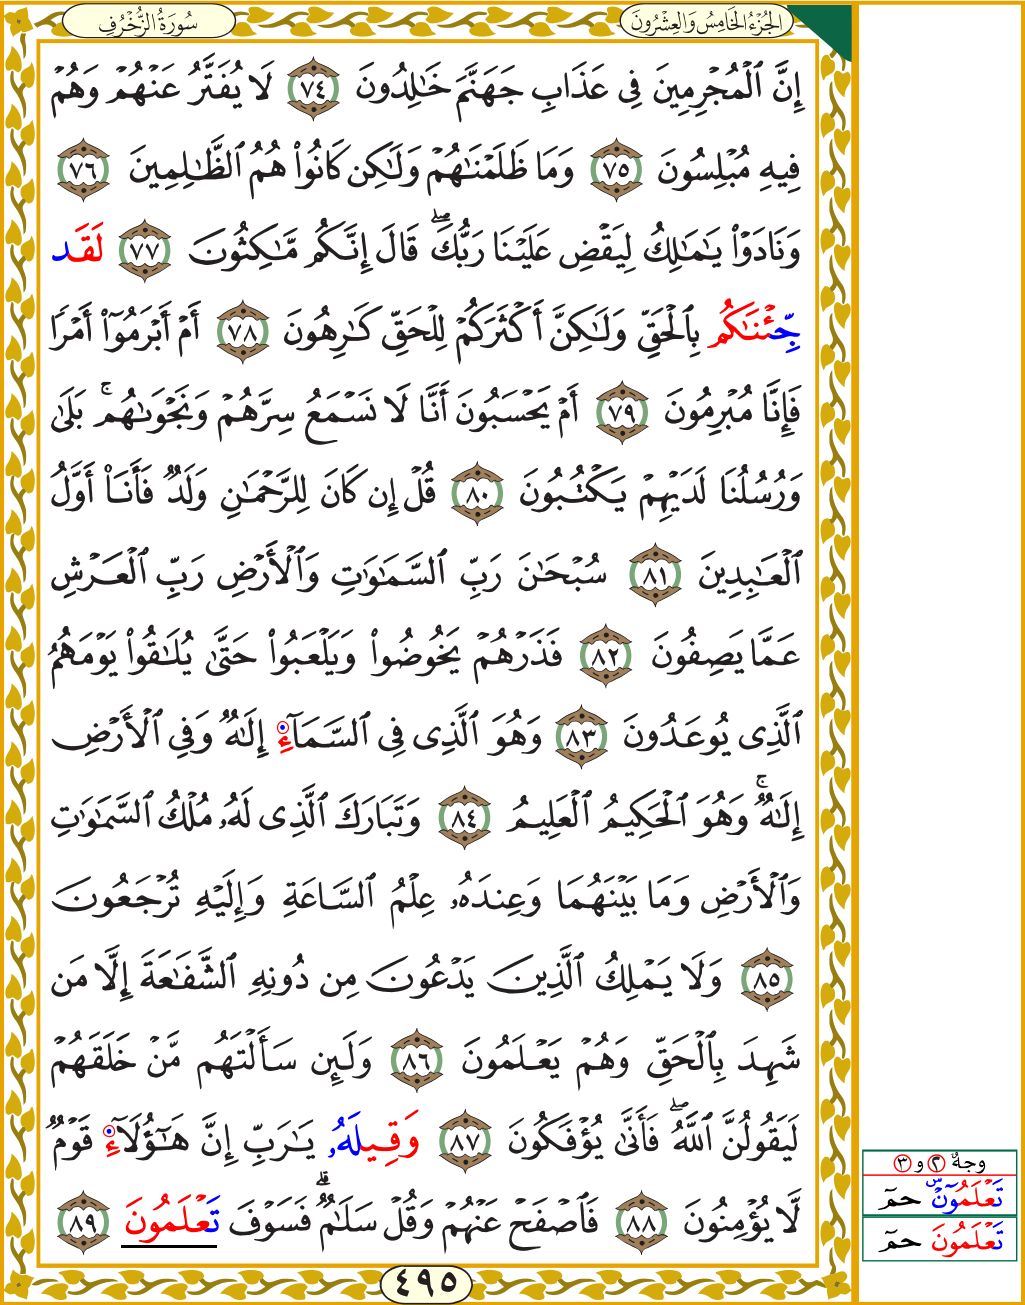 الجُزْءُ الخَامِسُ وَالعِشْرُونَ
سُورَةُ الزُّخْرُفِ
إِنَّ ٱلْمُجْرِمِينَ فِى عَذَابِ جَهَنَّمَ خَـٰلِدُونَ ٧٤ لَا يُفَتَّرُ عَنْهُمْ وَهُمْ
فِيهِ مُبْلِسُونَ ٧٥ وَمَا ظَلَمْنَـٰهُمْ وَلَـٰكِن كَانُوا۟ هُمُ ٱلظَّـٰلِمِينَ ٧٦
وَنَادَوْا۟ يَـٰمَـٰلِكُ لِيَقْضِ عَلَيْنَا رَبُّكَ ۖ قَالَ إِنَّكُم مَّـٰكِثُونَ ٧٧ لَقَد
جِّئْنَـٰكُم بِٱلْحَقِّ وَلَـٰكِنَّ أَكْثَرَكُمْ لِلْحَقِّ كَـٰرِهُونَ ٧٨ أَمْ أَبْرَمُوٓا۟ أَمْرًا
فَإِنَّا مُبْرِمُونَ ٧٩ أَمْ يَحْسَبُونَ أَنَّا لَا نَسْمَعُ سِرَّهُمْ وَنَجْوَىٰهُم ۚ بَلَىٰ
وَرُسُلُنَا لَدَيْهِمْ يَكْتُبُونَ ٨٠ قُلْ إِن كَانَ لِلرَّحْمَـٰنِ وَلَدٌ فَأَنَا۠ أَوَّلُ
ٱلْعَـٰبِدِينَ ٨١ سُبْحَـٰنَ رَبِّ ٱلسَّمَـٰوَٰتِ وَٱلْأَرْضِ رَبِّ ٱلْعَرْشِ
عَمَّا يَصِفُونَ ٨٢ فَذَرْهُمْ يَخُوضُوا۟ وَيَلْعَبُوا۟ حَتَّىٰ يُلَـٰقُوا۟ يَوْمَهُمُ
ٱلَّذِى يُوعَدُونَ ٨٣ وَهُوَ ٱلَّذِى فِى ٱلسَّمَآءِ إِلَـٰهٌ وَفِى ٱلْأَرْضِ
إِلَـٰهٌ ۚ وَهُوَ ٱلْحَكِيمُ ٱلْعَلِيمُ ٨٤ وَتَبَارَكَ ٱلَّذِى لَهُۥ مُلْكُ ٱلسَّمَـٰوَٰتِ
وَٱلْأَرْضِ وَمَا بَيْنَهُمَا وَعِندَهُۥ عِلْمُ ٱلسَّاعَةِ وَإِلَيْهِ تُرْجَعُونَ
٨٥ وَلَا يَمْلِكُ ٱلَّذِينَ يَدْعُونَ مِن دُونِهِ ٱلشَّفَـٰعَةَ إِلَّا مَن
شَهِدَ بِٱلْحَقِّ وَهُمْ يَعْلَمُونَ ٨٦ وَلَئِن سَأَلْتَهُم مَّنْ خَلَقَهُمْ
لَيَقُولُنَّ ٱللَّهُ ۖ فَأَنَّىٰ يُؤْفَكُونَ ٨٧ وَقِيلَهُۥ يَـٰرَبِّ إِنَّ هَـٰٓؤُلَآءِ قَوْمٌ
لَّا يُؤْمِنُونَ ٨٨ فَٱصْفَحْ عَنْهُمْ وَقُلْ سَلَـٰمٌ ۚ فَسَوْفَ تَعْلَمُونَ ٨٩
٤٩٥
وجهٌ ٢ و ٣
تَعْلَمُونَ ۜ حمٓ
تَعْلَمُونَ حمٓ